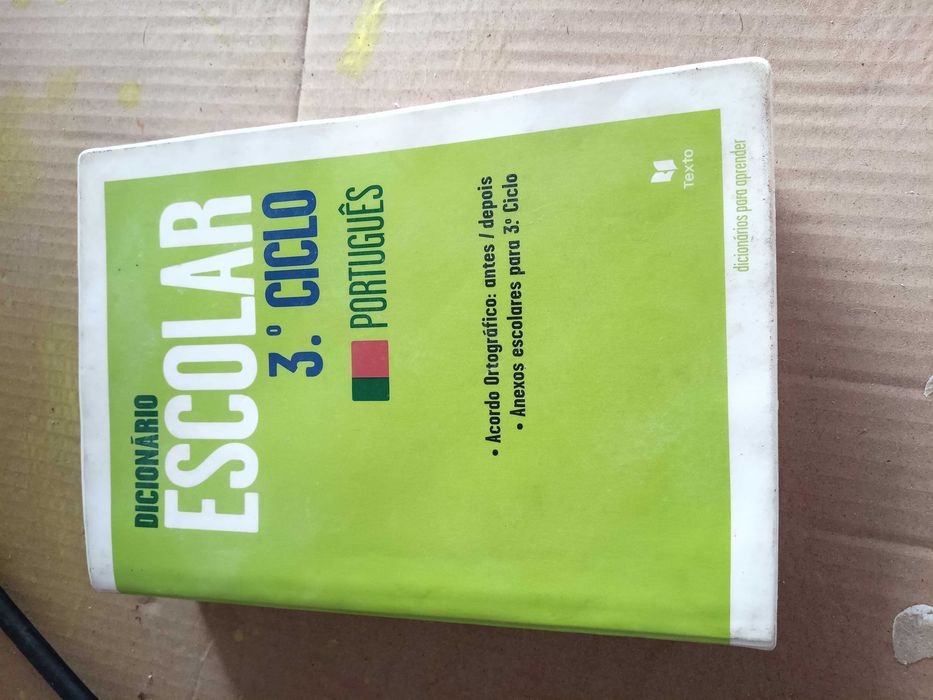 DICIONÁRIO
ESCOLAR
3.º CICLO
PORTUGUÊS
• Acordo Ortográfico: antes / depois
• Anexos escolares para 3.º Ciclo
Texto
dicionários para aprender